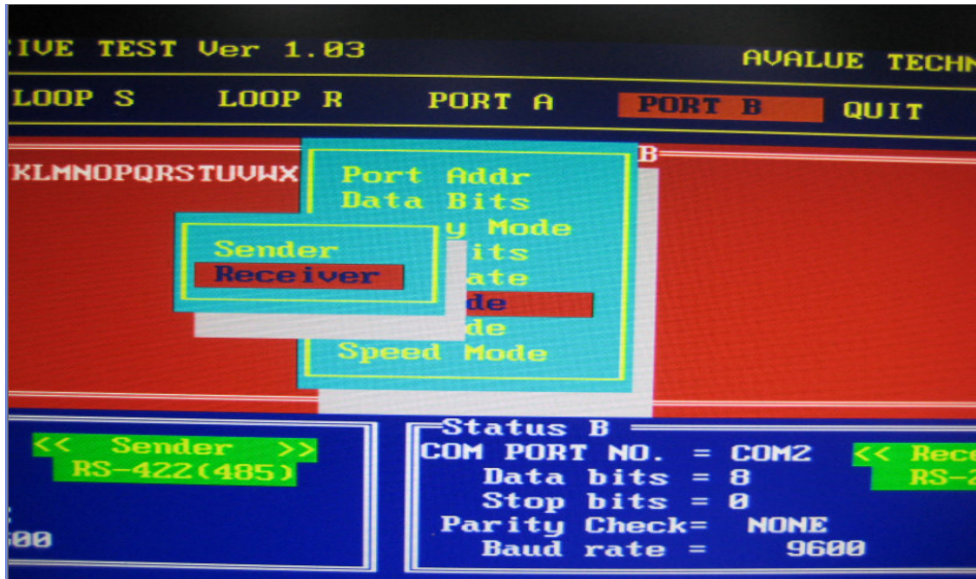 IVE TEST Ver 1.03 AVALUE TECHN
LOOP S LOOP R PORT A PORT B QUIT
B
KLMNOPQRSTUVWX
Port Addr
Data Bits
y Mode
its
ate
de
de
Speed Mode
Sender
Receiver
<< Sender >>
RS-422(485)
600
Status B
COM PORT NO. = COM2
Data bits = 8
Stop bits = 0
Parity Check= NONE
Baud rate = 9600
<< Rece
RS-2